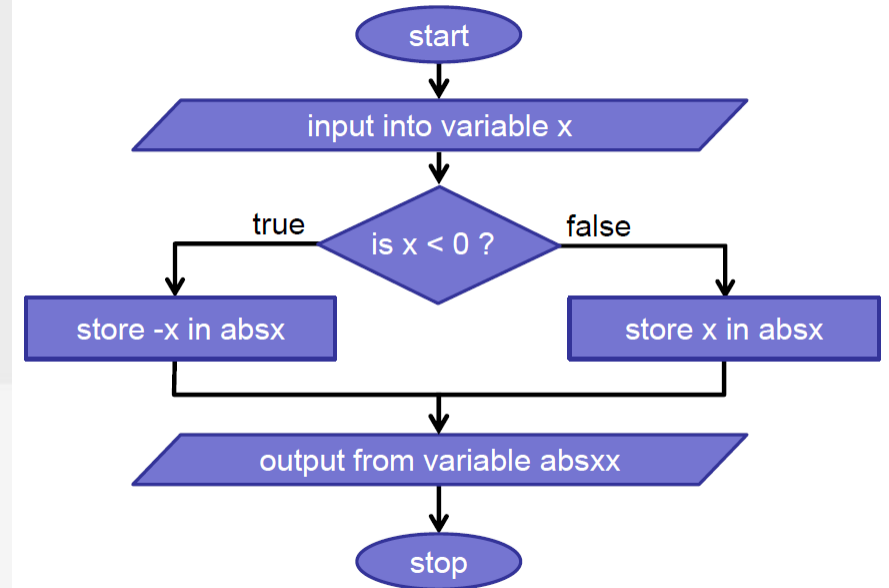 start
input into variable x
true
is x < 0 ?
false
store -x in absx
store x in absx
output from variable absxx
stop